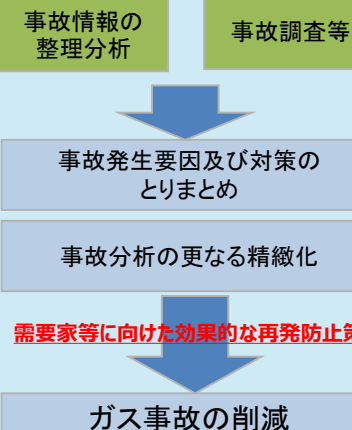 事故情報の
整理分析
事故調査等
事故発生要因及び対策の
とりまとめ
事故分析の更なる精緻化
需要家等に向けた効果的な再発防止策
ガス事故の削減